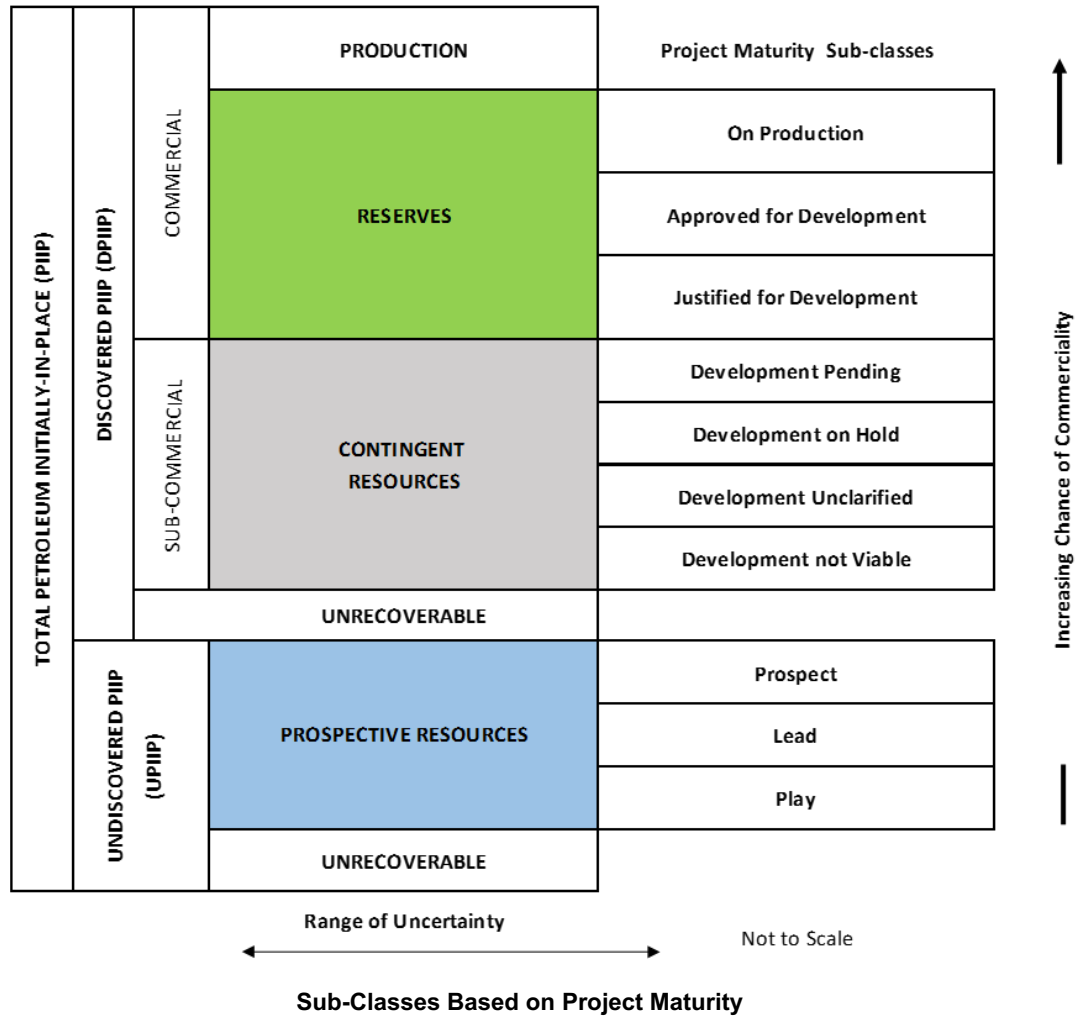 PRODUCTION
Project Maturity Sub-classes
TOTAL PETROLEUM INITIALLY-IN-PLACE (PIIP)
DISCOVERED PIIP (DPIIP)
COMMERCIAL
RESERVES
On Production
Approved for Development
Justified for Development
SUB-COMMERCIAL
CONTINGENT
RESOURCES
Development Pending
Development on Hold
Development Unclarified
Development not Viable
UNRECOVERABLE
UNDISCOVERED PIIP
(UPIIP)
PROSPECTIVE RESOURCES
Prospect
Lead
Play
UNRECOVERABLE
Increasing Chance of Commerciality
Range of Uncertainty
Not to Scale
Sub-Classes Based on Project Maturity